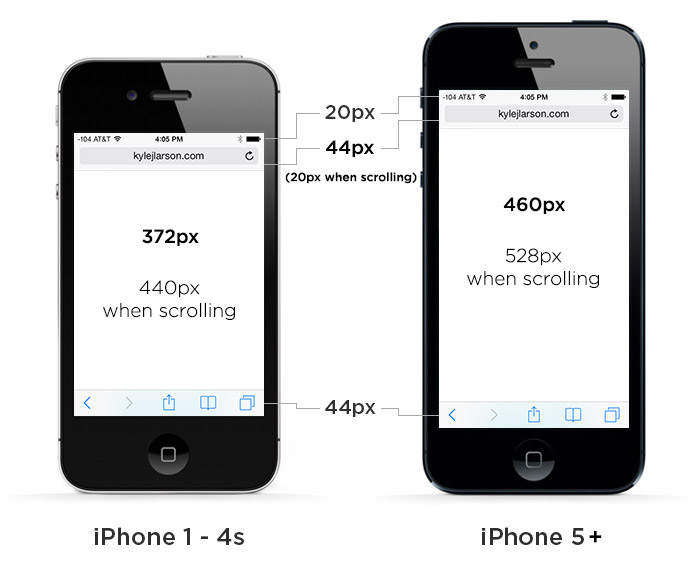 -104 AT&T 4:05 PM
kylejlarson.com
372px
440px
when scrolling
20px
44px
(20px when scrolling)
44px
-104 AT&T 4:05 PM
kylejlarson.com
460px
528px
when scrolling
iPhone 1 - 4s
iPhone 5+